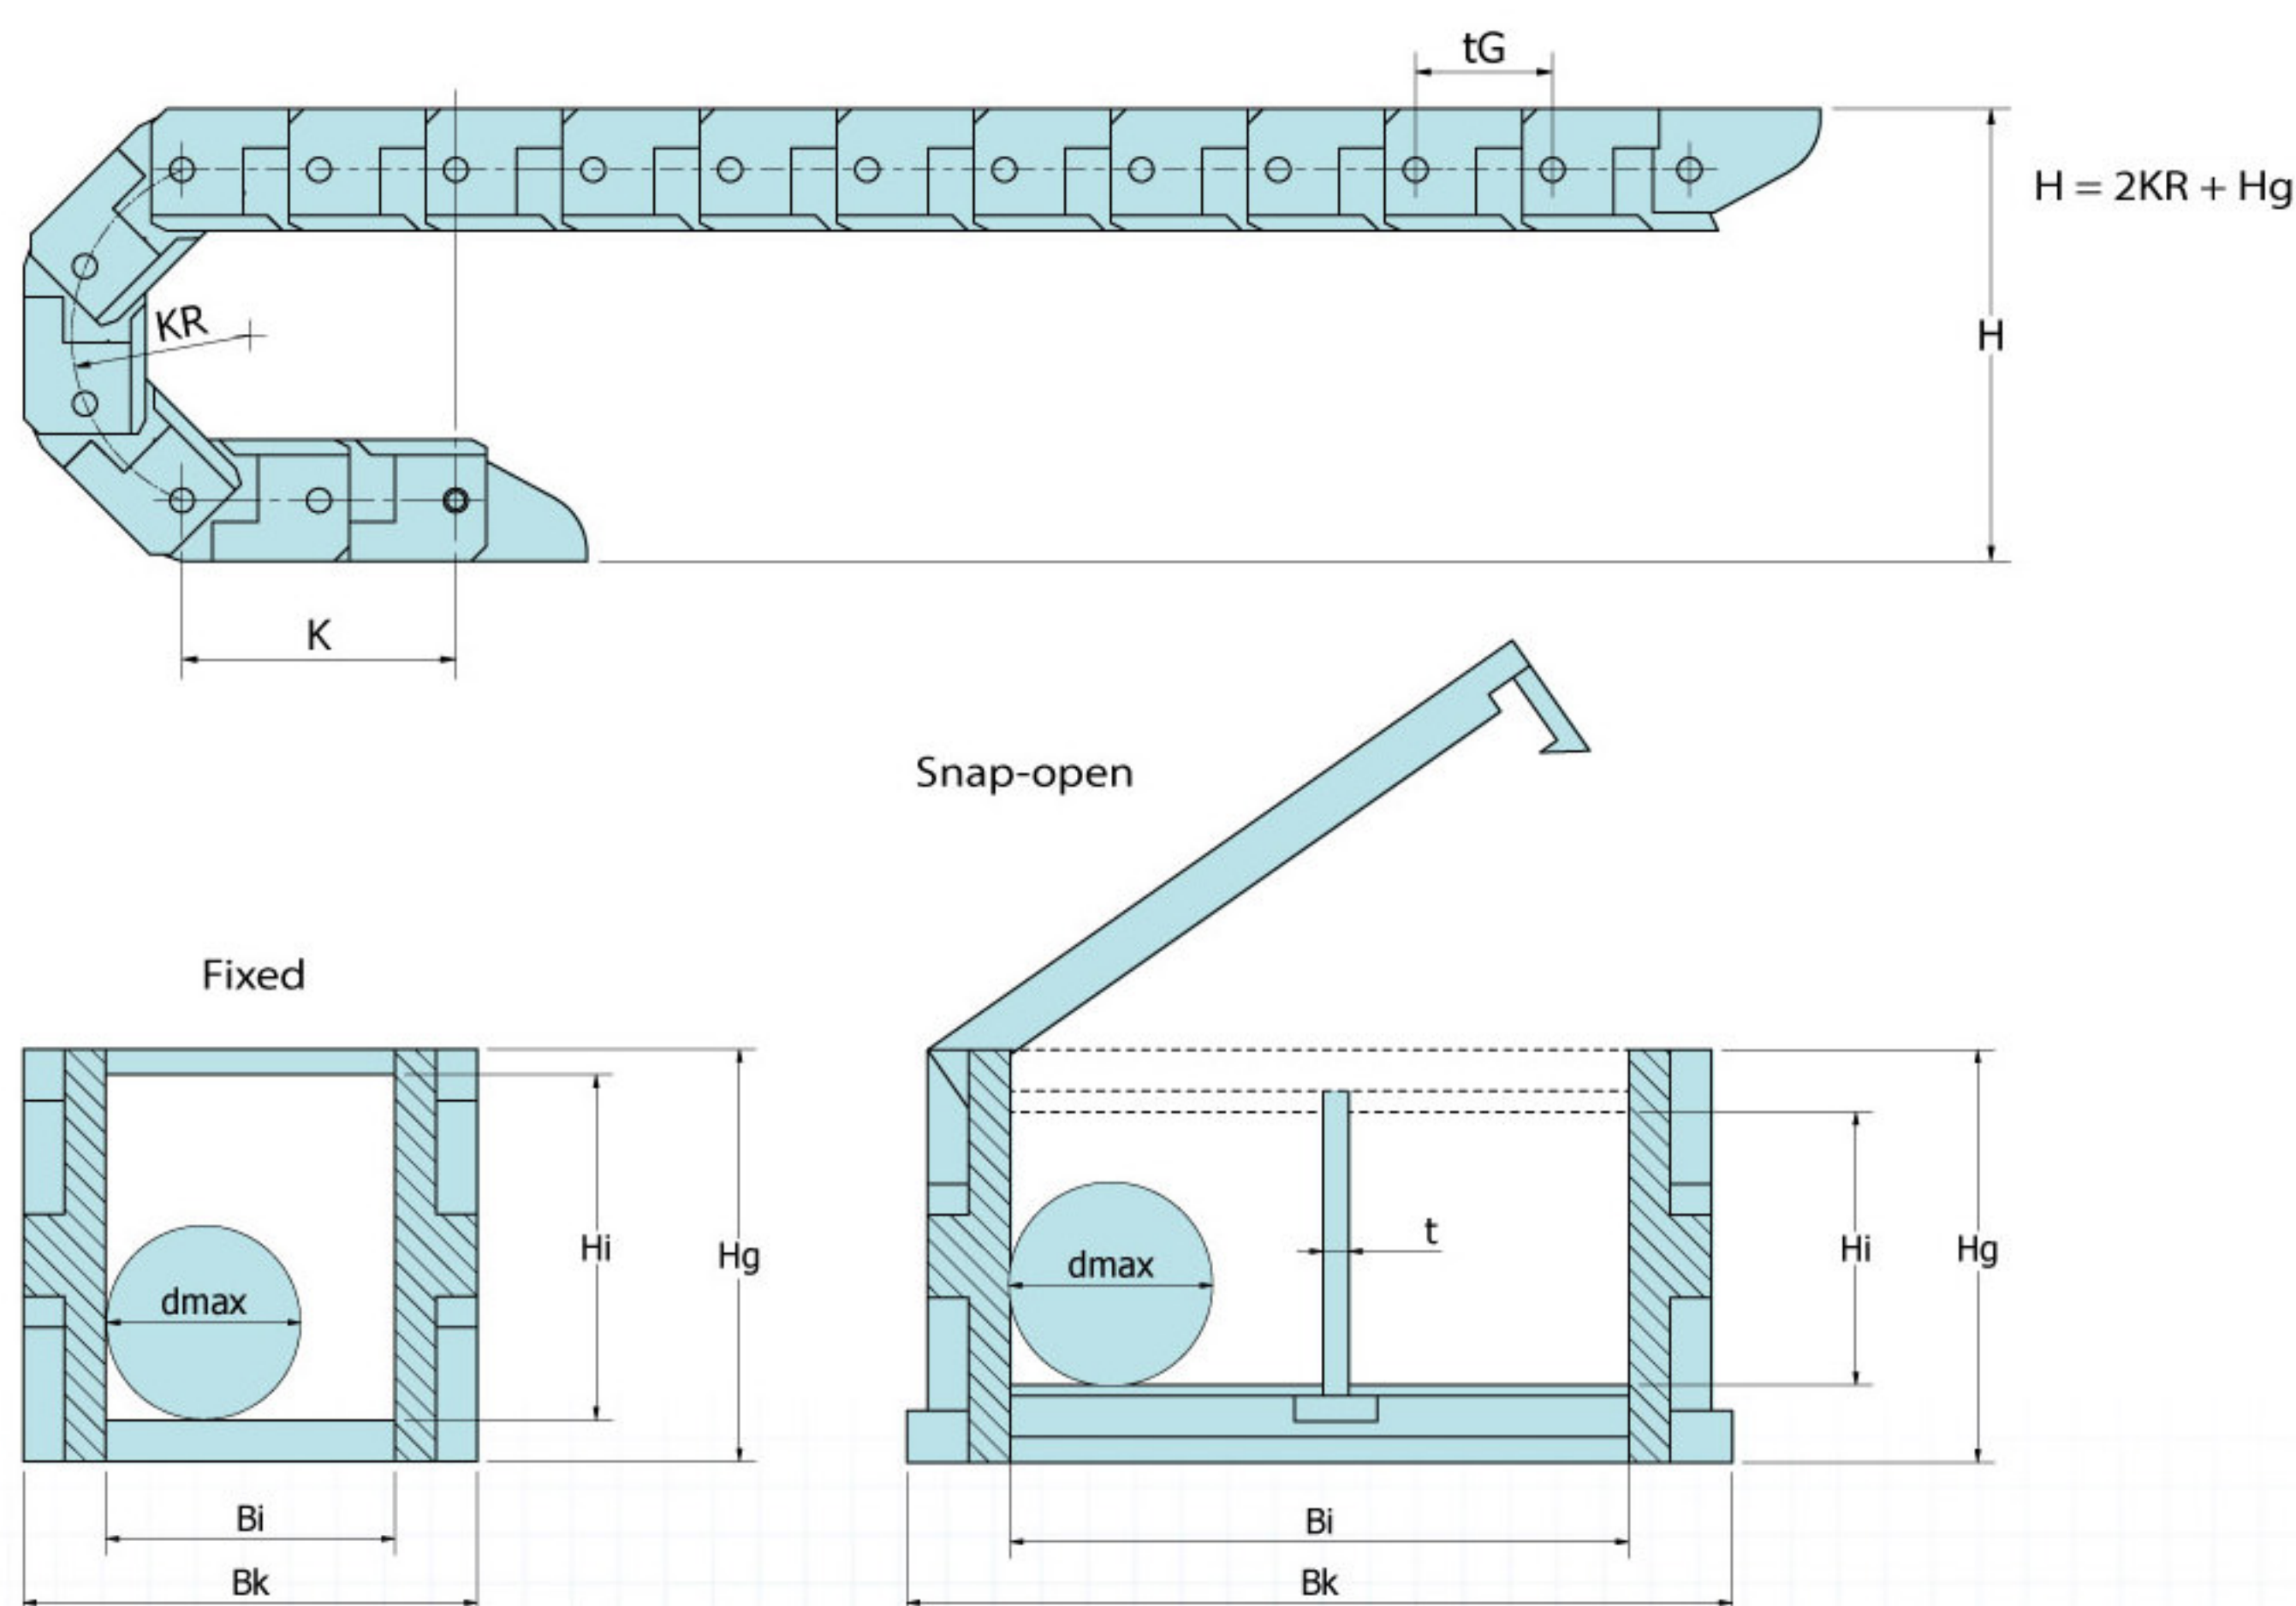 tG
H = 2KR + Hg
KR
H
K
Snap-open
Fixed
dmax
Hi
Hg
dmax
t
Hi
Hg
Bi
Bk
Bi
Bk